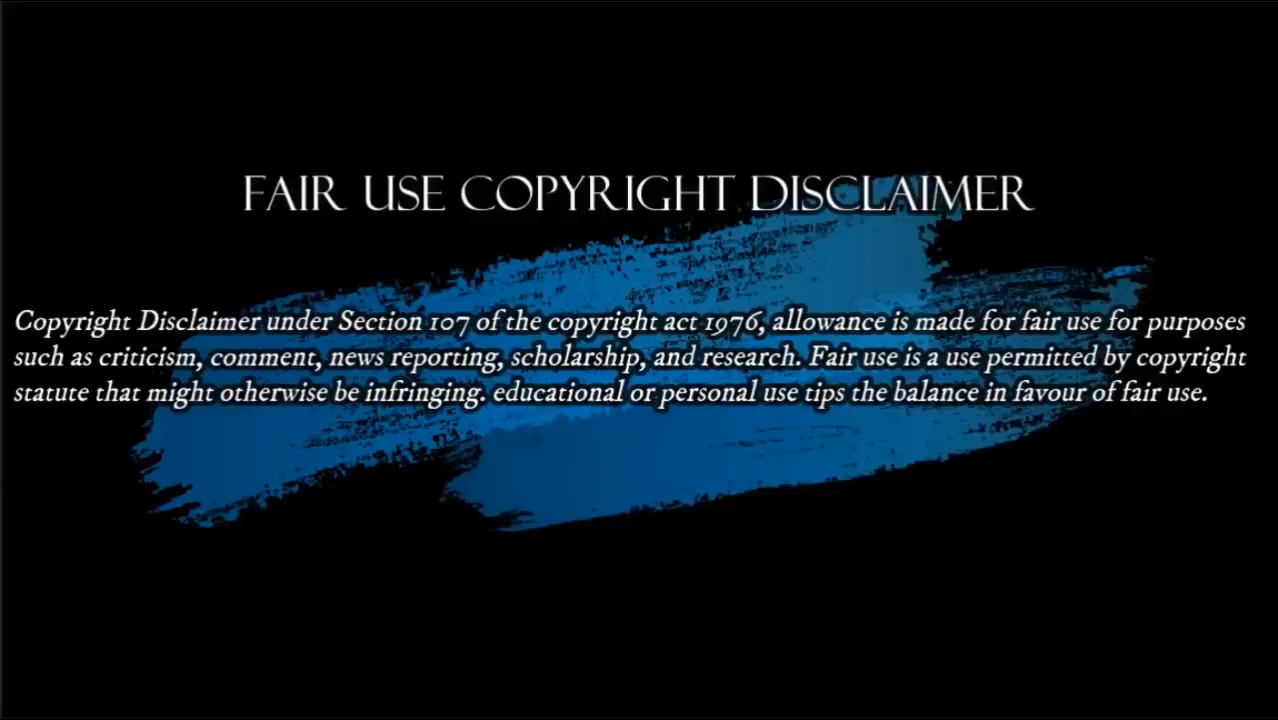 FAIR USE COPYRIGHT DISCLAIMER
Copyright Disclaimer under Section 107 of the copyright act 1976, allowance is made for fair use for purposes
such as criticism, comment, news reporting, scholarship, and research. Fair use is a use permitted by copyright
statute that might otherwise be infringing. educational or personal use tips the balance in favour of fair use.